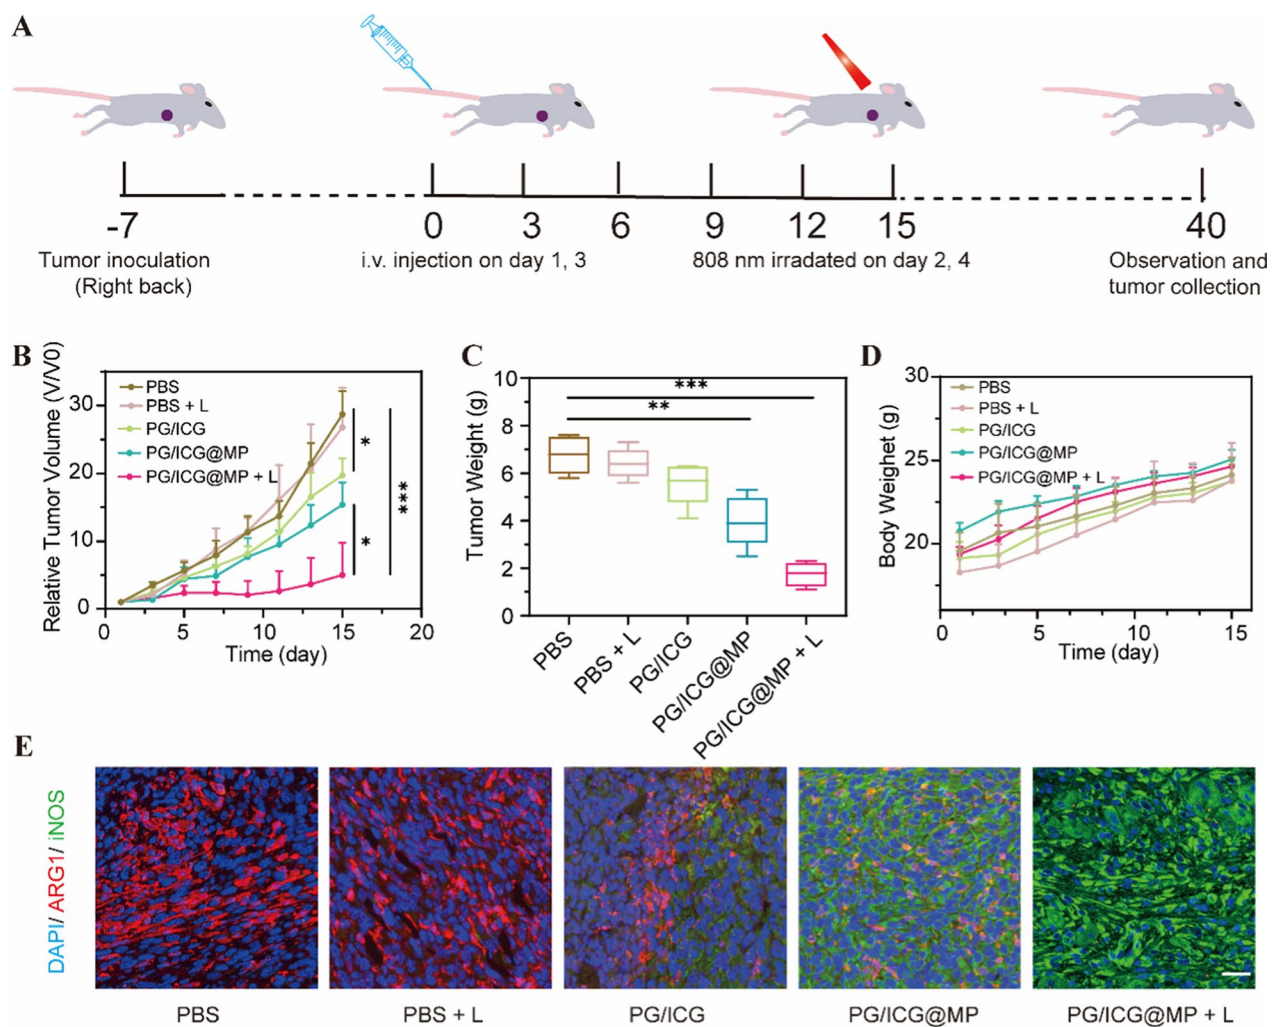 A
-7
0
3
6
9
12
15
40
Tumor inoculation
(Right back)
i.v. injection on day 1, 3
808 nm irradated on day 2, 4
Observation and
tumor collection
B
Relative Tumor Volume (V/V0)
30
20
10
0
PBS
PBS + L
PG/ICG
PG/ICG@MP
PG/ICG@MP + L
*
*
***
0
5
10
15
20
Time (day)
C
Tumor Weight (g)
10
8
6
4
2
0
***
**
PBS
PBS + L
PG/ICG
PG/ICG@MP
PG/ICG@MP + L
D
Body Weighet (g)
30
20
PBS
PBS + L
PG/ICG
PG/ICG@MP
PG/ICG@MP + L
0
5
10
15
Time (day)
E
DAPI/ ARG1/ iNOS
PBS
PBS + L
PG/ICG
PG/ICG@MP
PG/ICG@MP + L